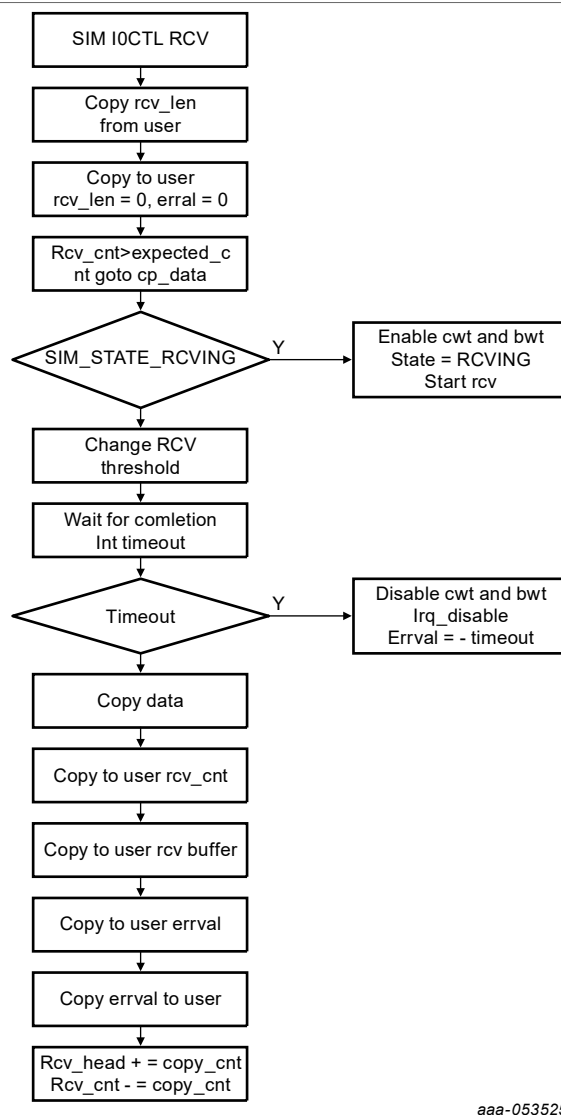 SIM I0CTL RCV
Copy rcv_len
from user
Copy to user
rcv_len = 0, erral = 0
Rcv_cnt>expected_c
nt goto cp_data
SIM_STATE_RCVING
Y
Enable cwt and bwt
State = RCVING
Start rcv
Change RCV
threshold
Wait for comletion
Int timeout
Timeout
Y
Disable cwt and bwt
Irq_disable
Errval = - timeout
Copy data
Copy to user rcv_cnt
Copy to user rcv buffer
Copy to user errval
Copy errval to user
Rcv_head + = copy_cnt
Rcv_cnt - = copy_cnt
aaa-053525